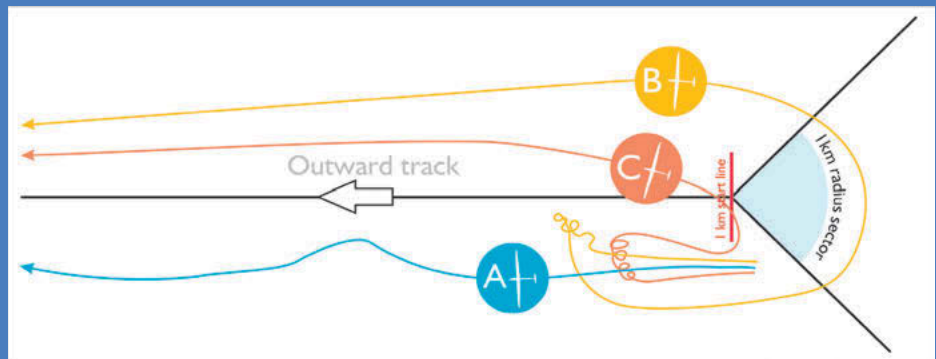 B
C
Outward track
1 km start line
1 km radius sector
A